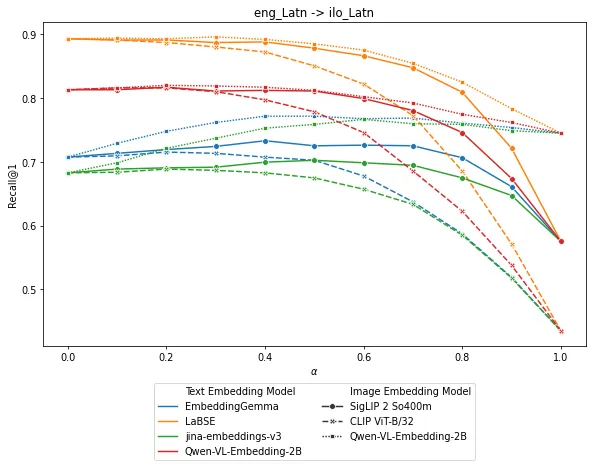 eng_Latn -> ilo_Latn
0.9
0.8
0.7
0.6
0.5
Recall@1
0.0
0.2
0.4
0.6
0.8
1.0
α
Text Embedding Model
EmbeddingGemma
LaBSE
jina-embeddings-v3
Qwen-VL-Embedding-2B
Image Embedding Model
SigLIP 2 So400m
CLIP ViT-B/32
Qwen-VL-Embedding-2B